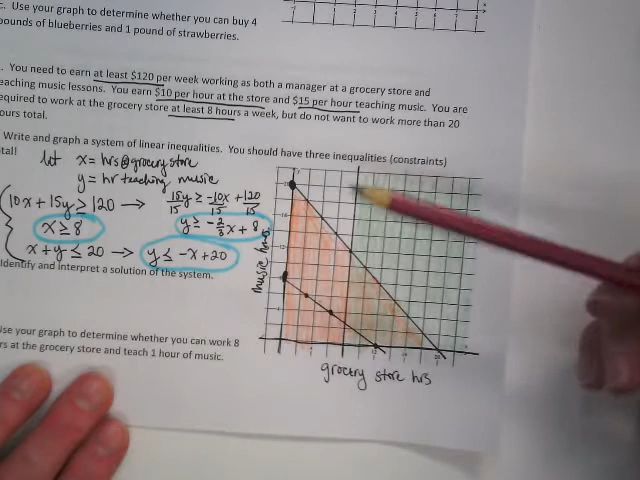 c. Use your graph to determine whether you can buy 4
pounds of blueberries and 1 pound of strawberries.
. You need to earn at least $120 per week working as both a manager at a grocery store and
eaching music lessons. You earn $10 per hour at the store and $15 per hour teaching music. You are
equired to work at the grocery store at least 8 hours a week, but do not want to work more than 20
ours total.
Write and graph a system of linear inequalities. You should have three inequalities (constraints)
tal!
let x = hrs@grocery store
y = hr teaching music
10x + 15y ≥ 120 → 15y/15 ≥ -10x/15 + 120/15
y ≥ -2/3x + 8
x ≥ 8
x + y ≤ 20 → y ≤ -x + 20
Identify and interpret a solution of the system.
music hours
grocery store hrs
Use your graph to determine whether you can work 8
rs at the grocery store and teach 1 hour of music.